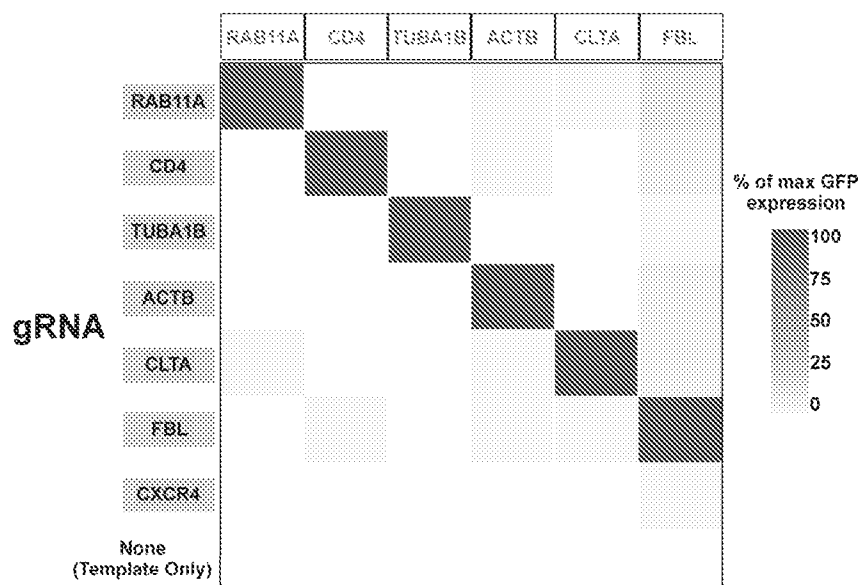 RAB11A CD4 TUBA1B ACTB CLTA FBL
RAB11A
CD4
TUBA1B
ACTB
gRNA
CLTA
FBL
CXCR4
None
(Template Only)
% of max GFP
expression
100
75
50
25
0